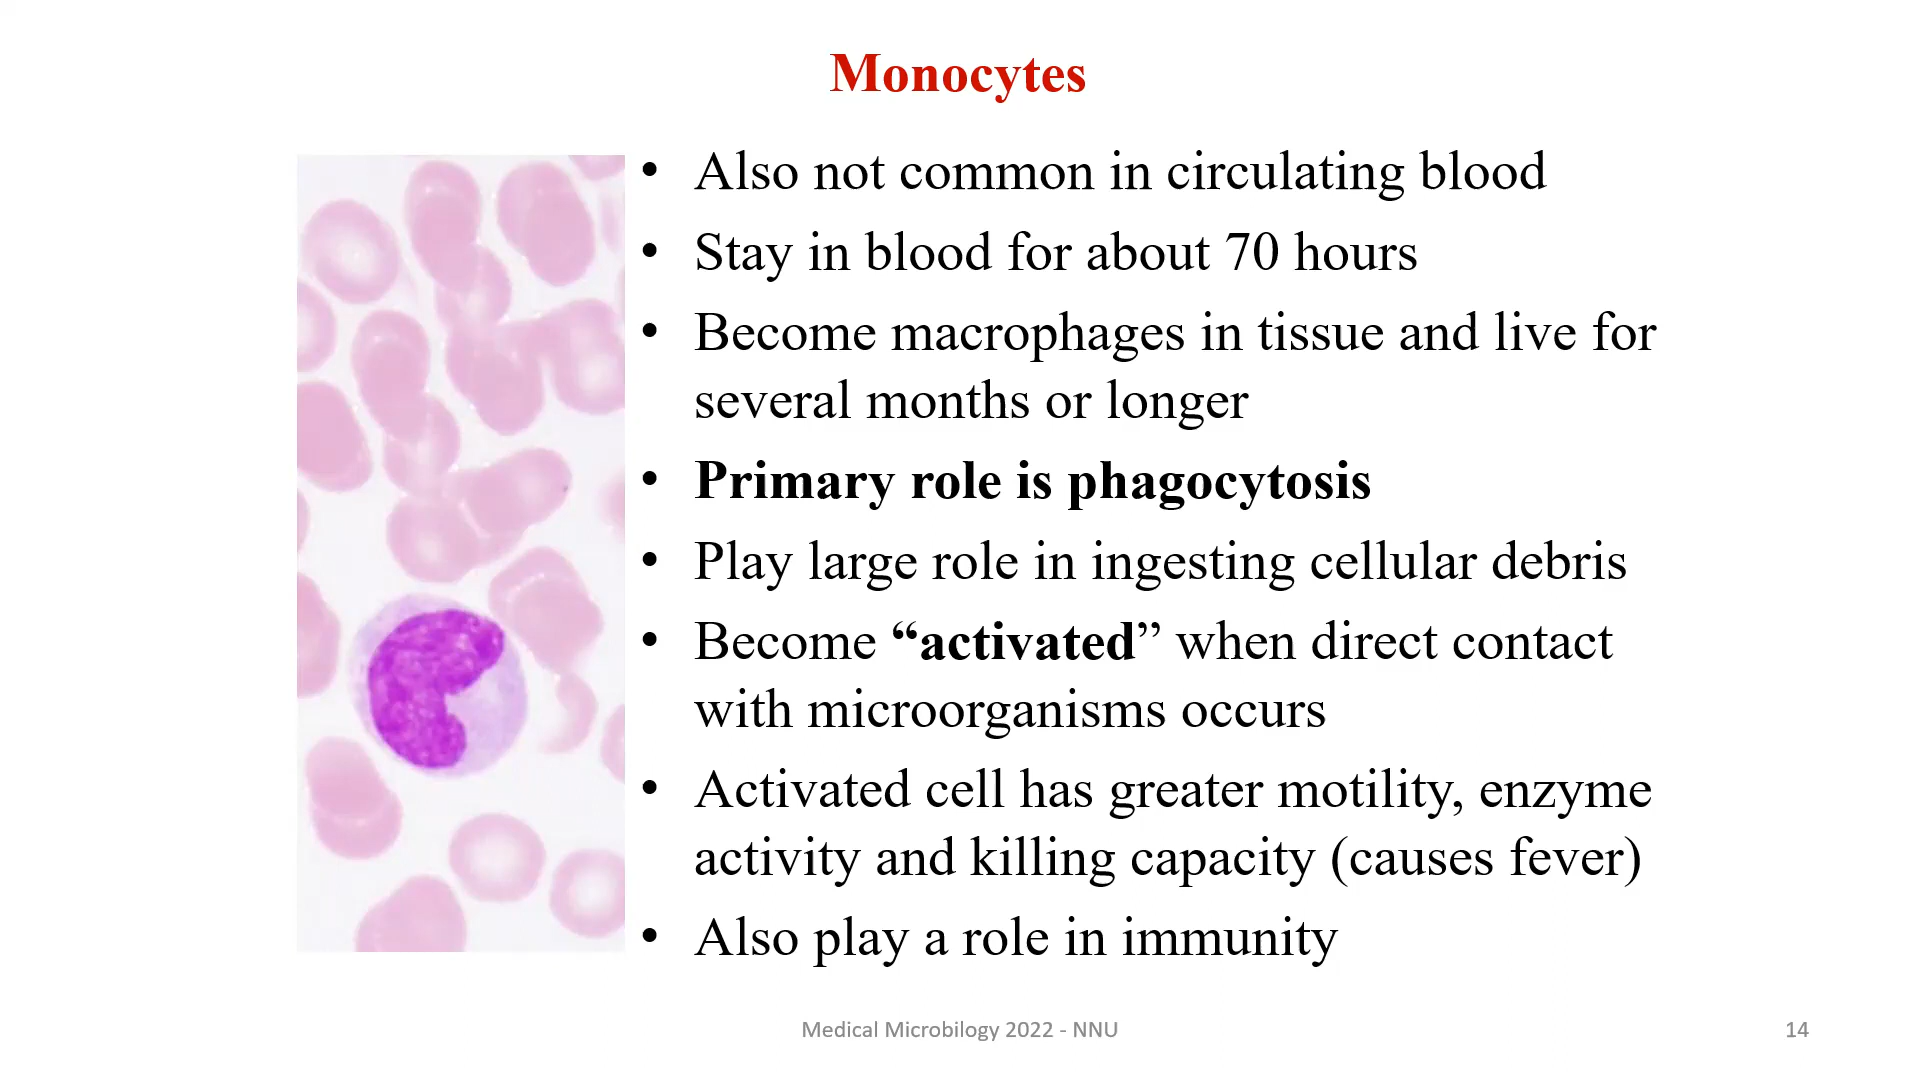 Monocytes
• Also not common in circulating blood
• Stay in blood for about 70 hours
• Become macrophages in tissue and live for
several months or longer
• Primary role is phagocytosis
• Play large role in ingesting cellular debris
• Become “activated” when direct contact
with microorganisms occurs
• Activated cell has greater motility, enzyme
activity and killing capacity (causes fever)
• Also play a role in immunity
Medical Microbilogy 2022 - NNU
14